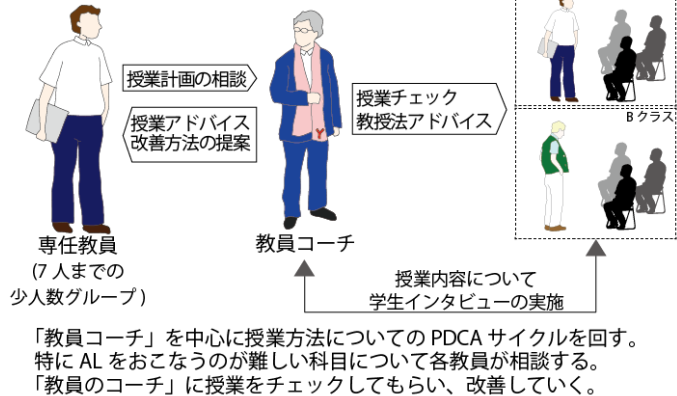 授業計画の相談
授業アドバイス
改善方法の提案
授業チェック
教授法アドバイス
Bクラス
専任教員
(7人までの
少人数グループ)
教員コーチ
授業内容について
学生インタビューの実施
「教員コーチ」を中心に授業方法についてのPDCAサイクルを回す。
特にALをおこなうのが難しい科目について各教員が相談する。
「教員のコーチ」に授業をチェックしてもらい、改善していく。